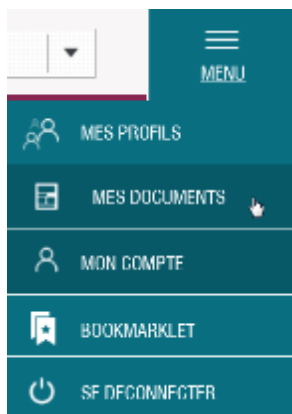 MENU
MES PROFILS
MES DOCUMENTS
MON COMPTE
BOOKMARKLET
SE DECONNECTER